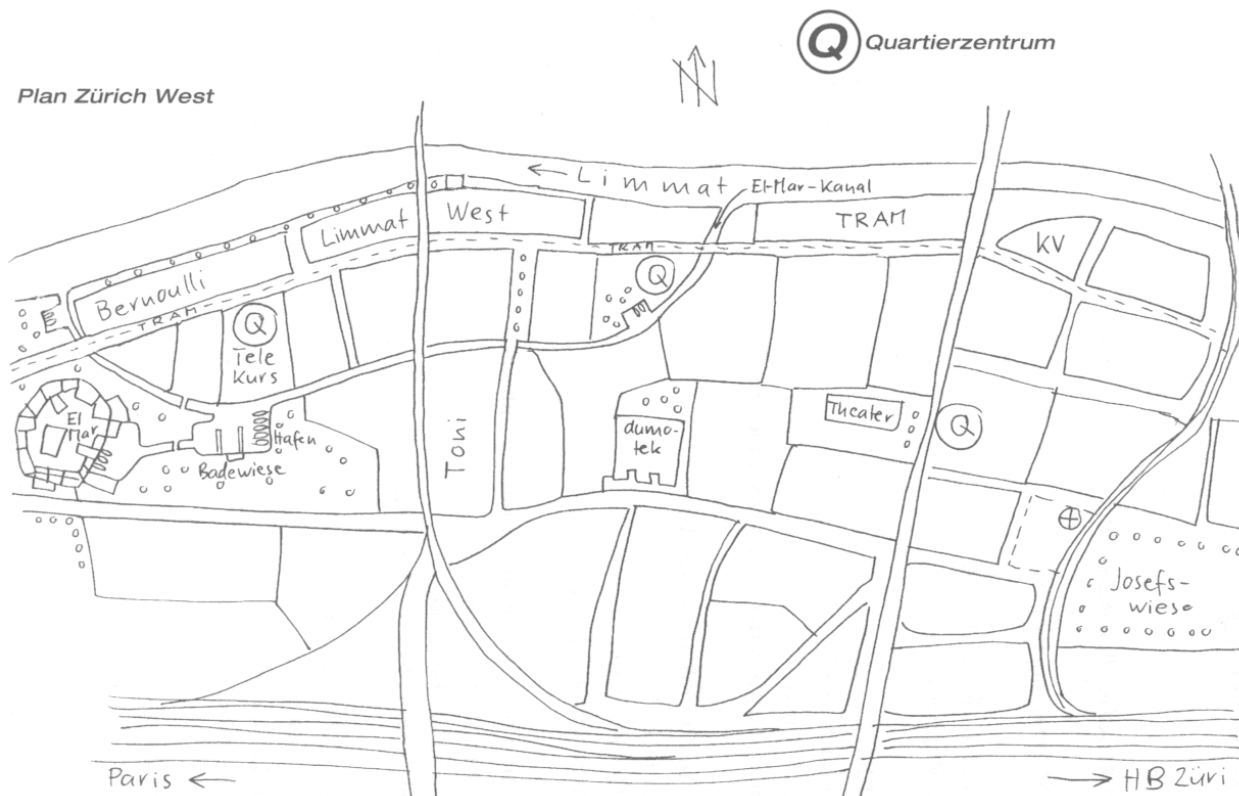 Q Quartierzentrum
N
Plan Zürich West
← Limmat
El-Mar-Kanal
Limmat West
TRAM
TRAM
KV
Bernoulli
TRAM
Q
Q
Tele
Kurs
El
Mar
Hafen
Badewiese
Toni
dumo-
tek
Theater
Q
Josefs-
wiese
Paris ←
→ HB Züri